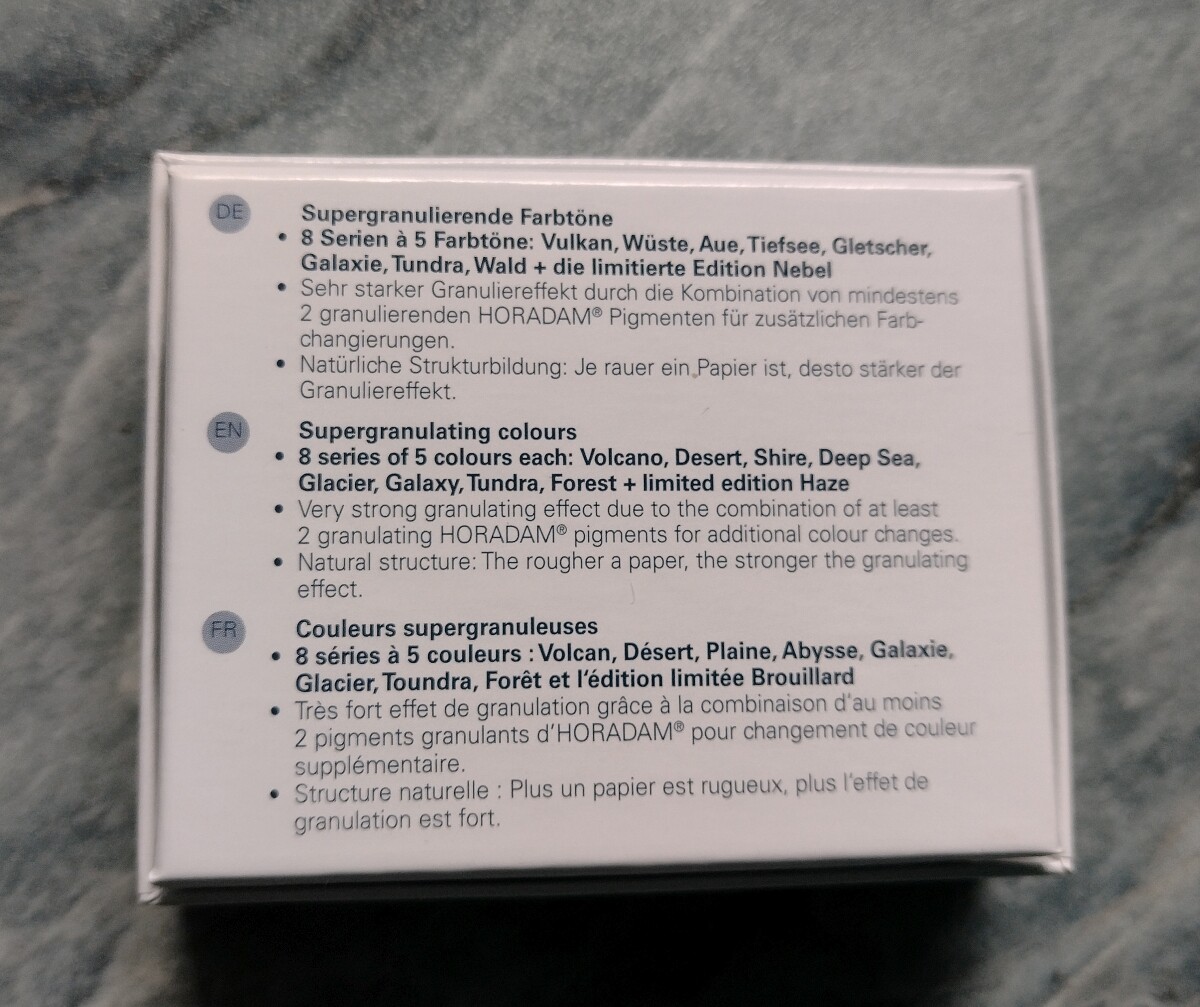 DE
Supergranulierende Farbtöne
• 8 Serien à 5 Farbtöne: Vulkan, Wüste, Aue, Tiefsee, Gletscher,
Galaxie, Tundra, Wald + die limitierte Edition Nebel
• Sehr starker Granuliereffekt durch die Kombination von mindestens
2 granulierenden HORADAM® Pigmenten für zusätzlichen Farb-
changierungen.
• Natürliche Strukturbildung: Je rauer ein Papier ist, desto stärker der
Granuliereffekt.
EN
Supergranulating colours
• 8 series of 5 colours each: Volcano, Desert, Shire, Deep Sea,
Glacier, Galaxy, Tundra, Forest + limited edition Haze
• Very strong granulating effect due to the combination of at least
2 granulating HORADAM® pigments for additional colour changes.
• Natural structure: The rougher a paper, the stronger the granulating
effect.
FR
Couleurs supergranuleuses
• 8 séries à 5 couleurs : Volcan, Désert, Plaine, Abysse, Galaxie,
Glacier, Toundra, Forêt et l'édition limitée Brouillard
• Très fort effet de granulation grâce à la combinaison d'au moins
2 pigments granulants d'HORADAM® pour changement de couleur
supplémentaire.
• Structure naturelle : Plus un papier est rugueux, plus l'effet de
granulation est fort.